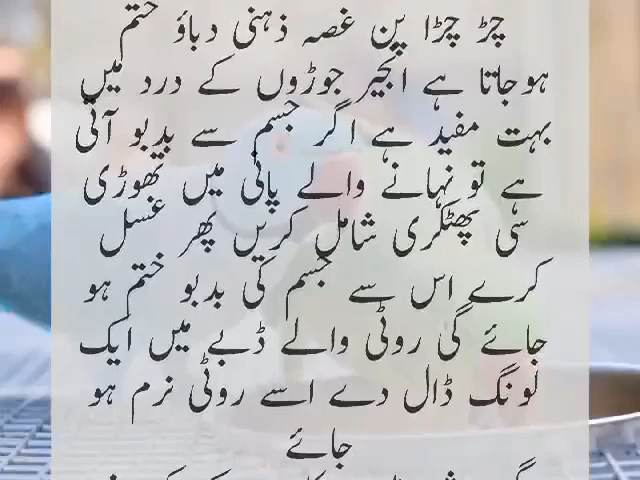 چڑ چڑا پن غصہ ذہنی دباؤ ختم
ہوجاتا ہے انجیر جوڑوں کے درد میں
بہت مفید ہے اگر جسم سے بدبو آتی
ہے تو نہانے والے پانی میں تھوڑی
سی پھٹکری شامل کریں پھر غسل
کرے اس سے جسم کی بدبو ختم ہو
جائے گی روٹی والے ڈبے میں ایک
لونگ ڈال دے اسے روٹی نرم ہو
جائے